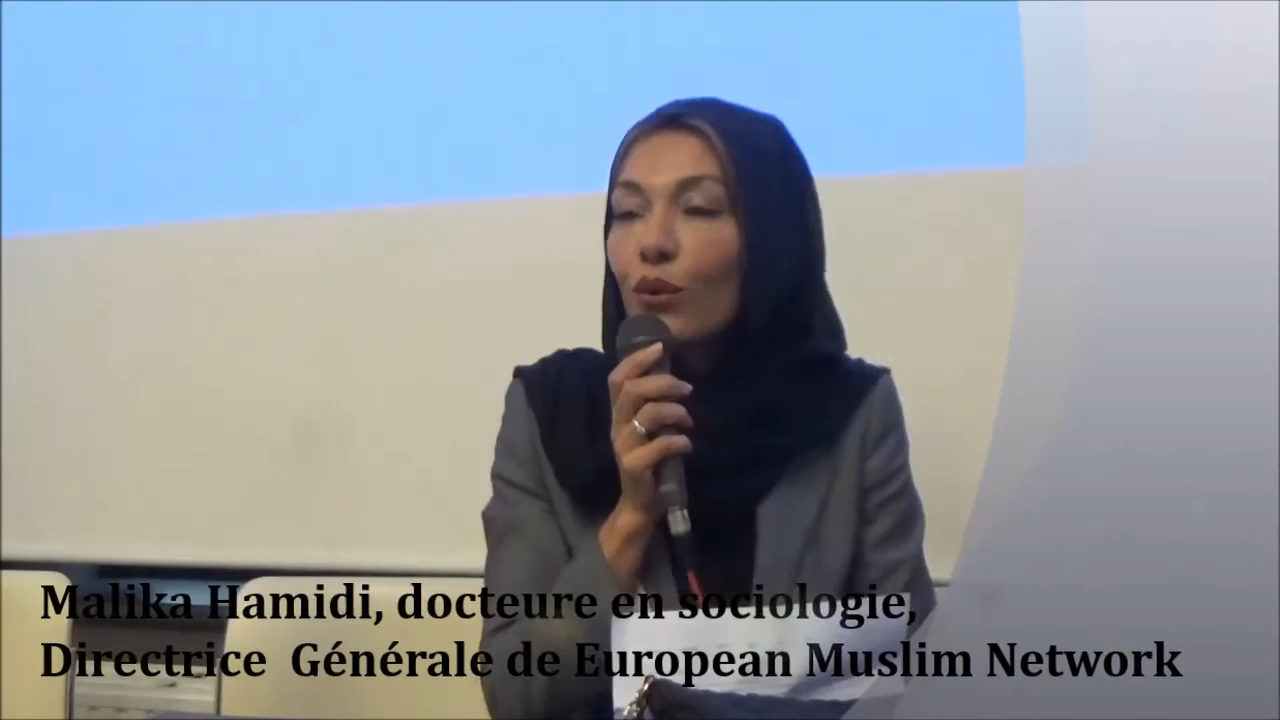 Malika Hamidi, docteure en sociologie,
Directrice Générale de European Muslim Network